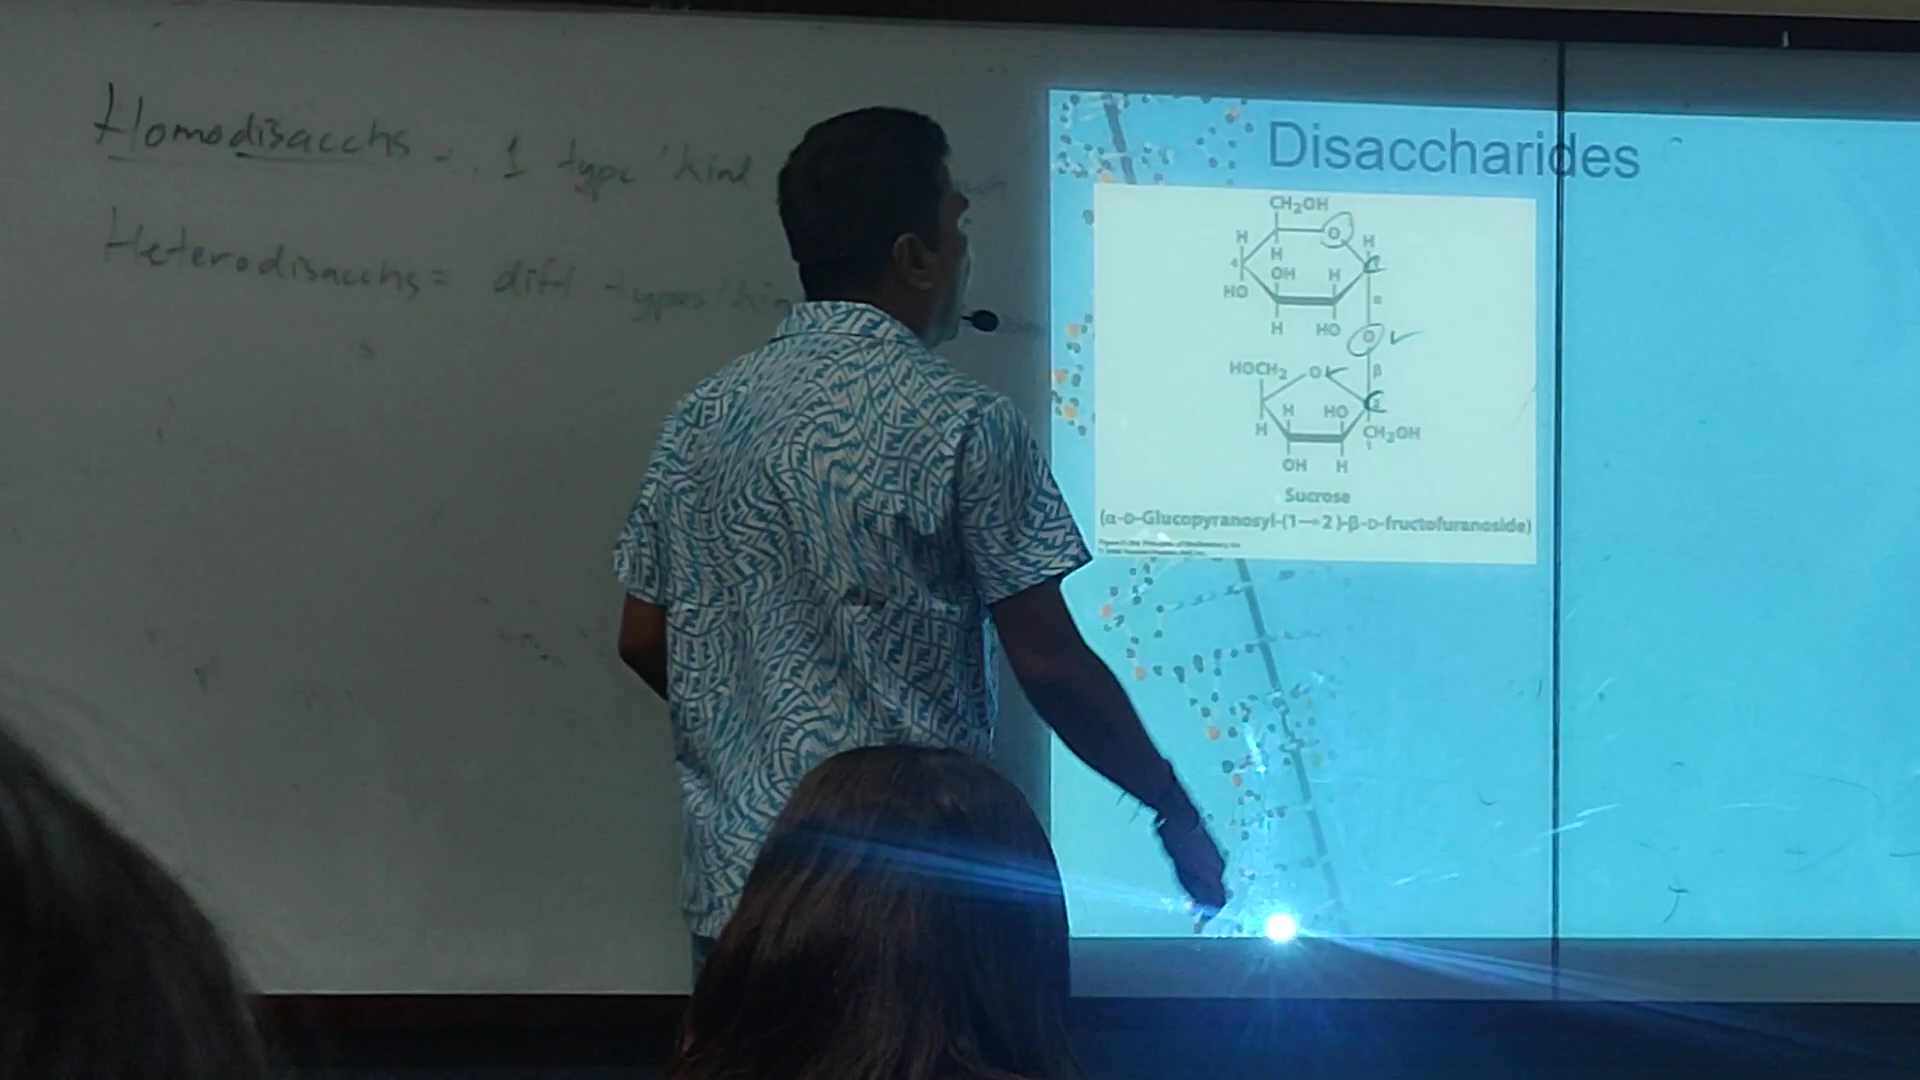 Homodisacchs - 1 type/kind
Heterodisacchs = diff types/kin
Disaccharides
CH₂OH
O
H
H
H
4
OH
H
HO
H
HO
α
O
HOCH₂
O
β
H
HO
H
CH₂OH
OH
H
Sucrose
(α-D-Glucopyranosyl-(1→2)-β-D-fructofuranoside)